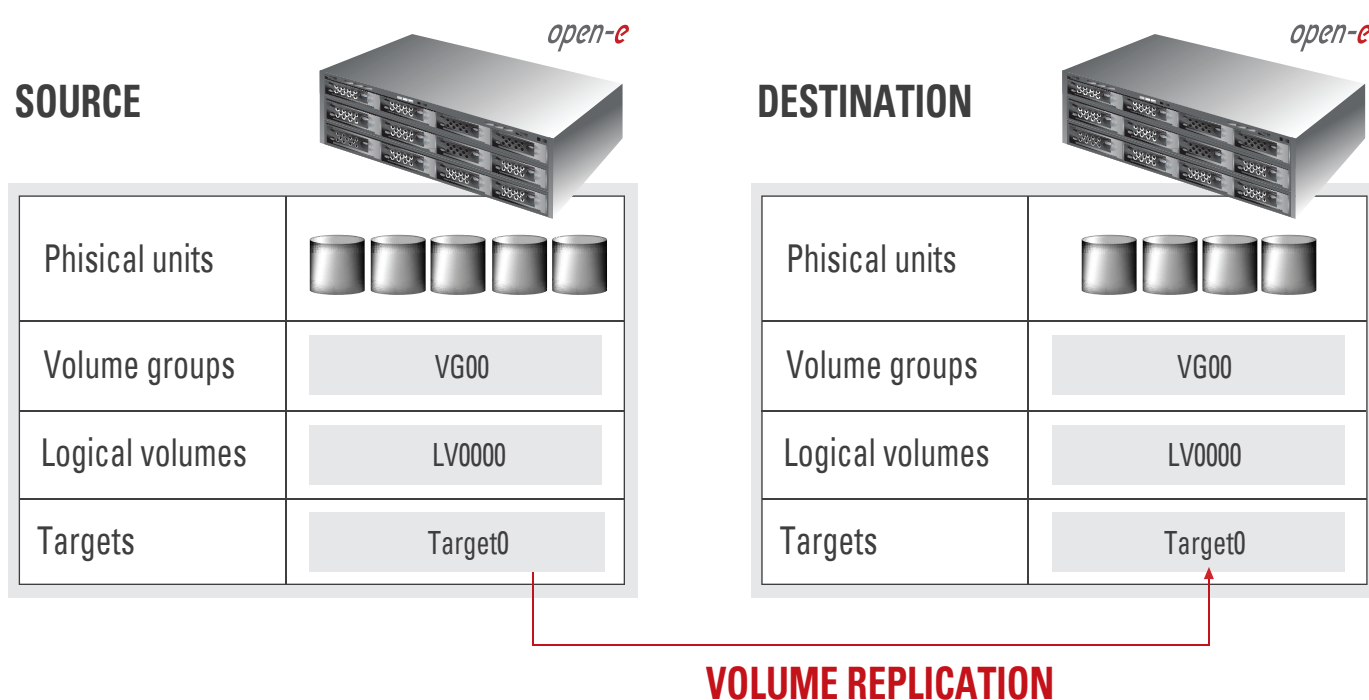 open-e
open-e
SOURCE
DESTINATION
Phisical units
Phisical units
Volume groups
VG00
Volume groups
VG00
Logical volumes
LV0000
Logical volumes
LV0000
Targets
Target0
Targets
Target0
VOLUME REPLICATION